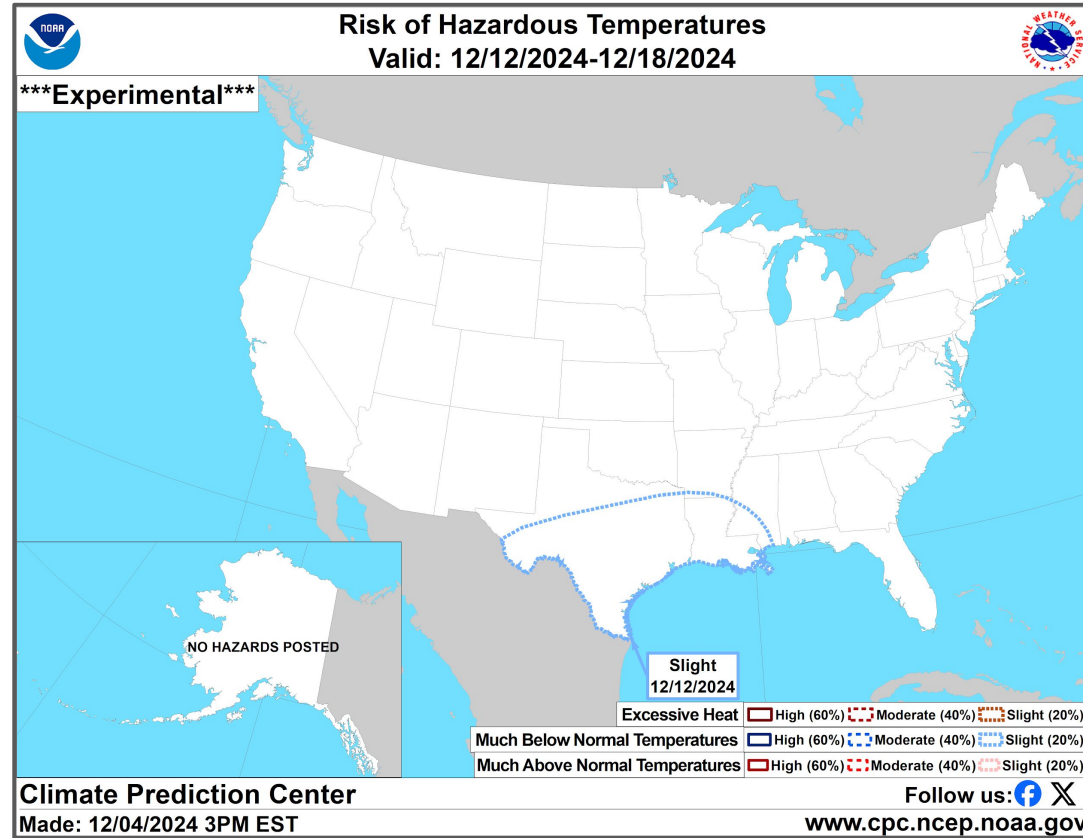 NOAA
Risk of Hazardous Temperatures
Valid: 12/12/2024-12/18/2024
NATIONAL WEATHER SERVICE
***Experimental***
NO HAZARDS POSTED
Slight
12/12/2024
Excessive Heat High (60%) Moderate (40%) Slight (20%)
Much Below Normal Temperatures High (60%) Moderate (40%) Slight (20%)
Much Above Normal Temperatures High (60%) Moderate (40%) Slight (20%)
Climate Prediction Center
Follow us:
Made: 12/04/2024 3PM EST
www.cpc.ncep.noaa.gov